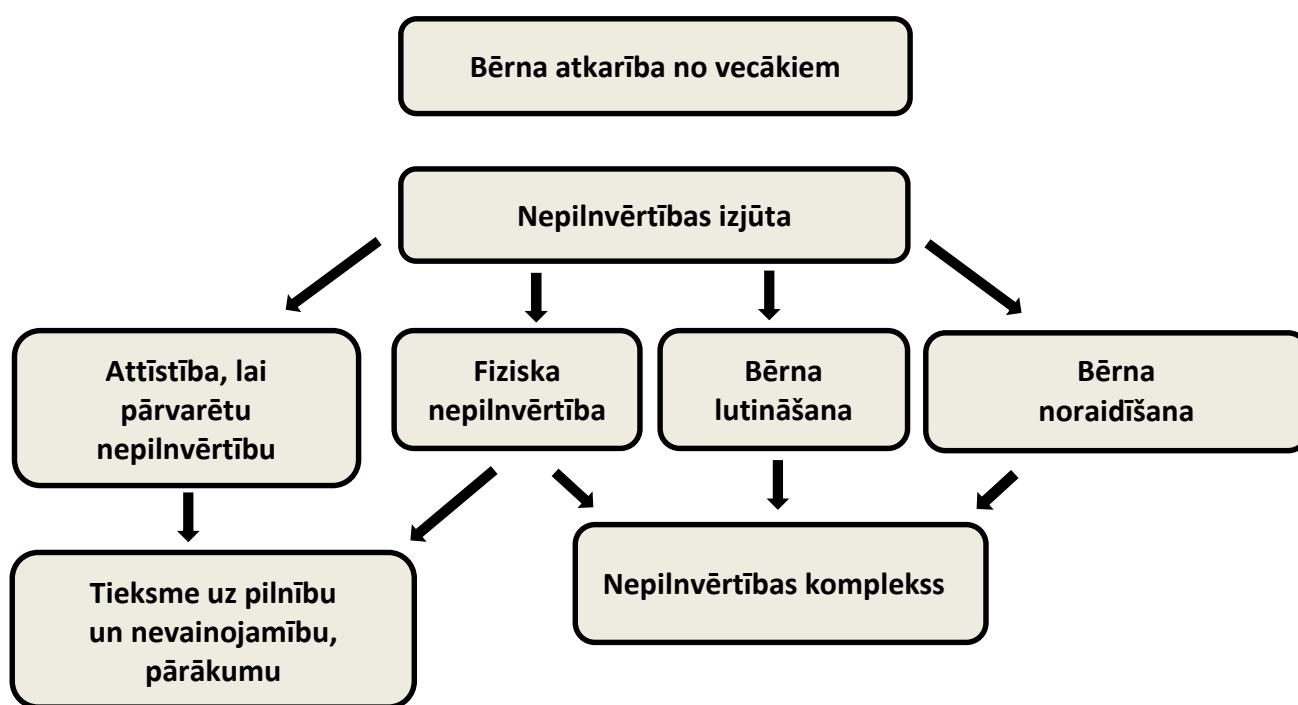 Bērna atkarība no vecākiem
Nepilnvērtības izjūta
Attīstība, lai
pārvarētu
nepilnvērtību
Fiziska
nepilnvērtība
Bērna
lutināšana
Bērna
noraidīšana
Tieksme uz pilnību
un nevainojamību,
pārākumu
Nepilnvērtības komplekss